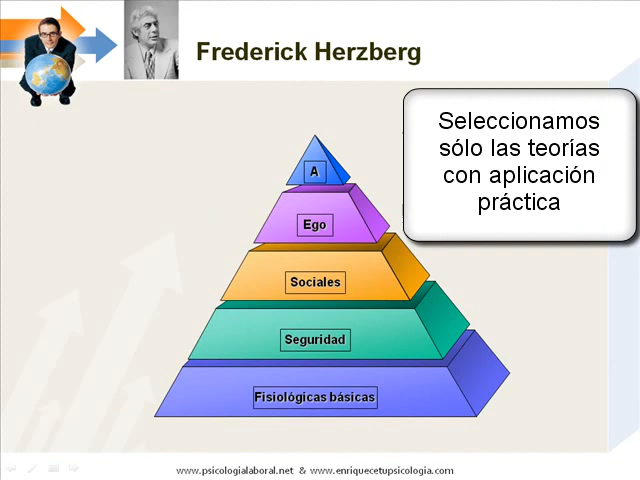 Frederick Herzberg
Seleccionamos
sólo las teorías
con aplicación
práctica
A
Ego
Sociales
Seguridad
Fisiológicas básicas
www.psicologialaboral.net & www.enriquecetupsicologia.com